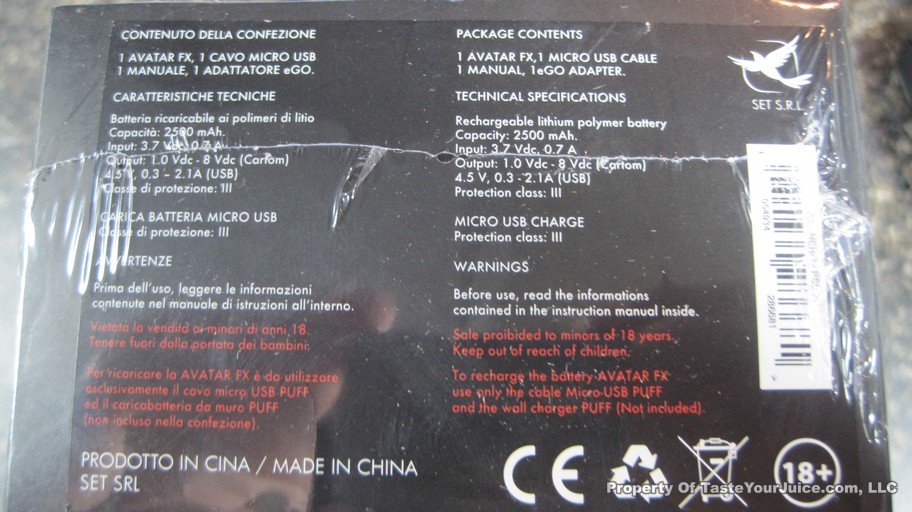 CONTENUTO DELLA CONFEZIONE
1 AVATAR FX, 1 CAVO MICRO USB
1 MANUALE, 1 ADATTATORE eGO.
CARATTERISTICHE TECNICHE
Batteria ricaricabile ai polimeri di litio
Capacità: 2500 mAh.
Input: 3.7 Vdc, 0.7 A
Output: 1.0 Vdc - 8 Vdc (Cartom)
4.5 V, 0.3 – 2.1A (USB)
Classe di protezione: III
CARICA BATTERIA MICRO USB
Classe di protezione: III
AVVERTENZE
Prima dell'uso, leggere le informazioni
contenute nel manuale di istruzioni all'interno.
Vietata la vendita ai minori di anni 18.
Tenere fuori dalla portata dei bambini.
Per ricaricare la AVATAR FX è da utilizzare
esclusivamente il cavo micro USB PUFF
ed il caricabatteria da muro PUFF
(non incluso nella confezione).
PRODOTTO IN CINA / MADE IN CHINA
SET SRL
PACKAGE CONTENTS
1 AVATAR FX,1 MICRO USB CABLE
1 MANUAL, 1eGO ADAPTER.
TECHNICAL SPECIFICATIONS
Rechargeable lithium polymer battery
Capacity: 2500 mAh.
Input: 3.7 Vdc, 0.7 A
Output: 1.0 Vdc - 8 Vdc (Cartom)
4.5 V, 0.3 - 2.1A (USB)
Protection class: III
MICRO USB CHARGE
Protection class: III
WARNINGS
Before use, read the informations
contained in the instruction manual inside.
Sale proibided to minors of 18 years.
Keep out of reach of children.
To recharge the battery AVATAR FX
use only the cable Micro-USB PUFF
and the wall charger PUFF (Not included).
SET S.R.L.
CE
18+
Property Of TasteYourJuice.com, LLC